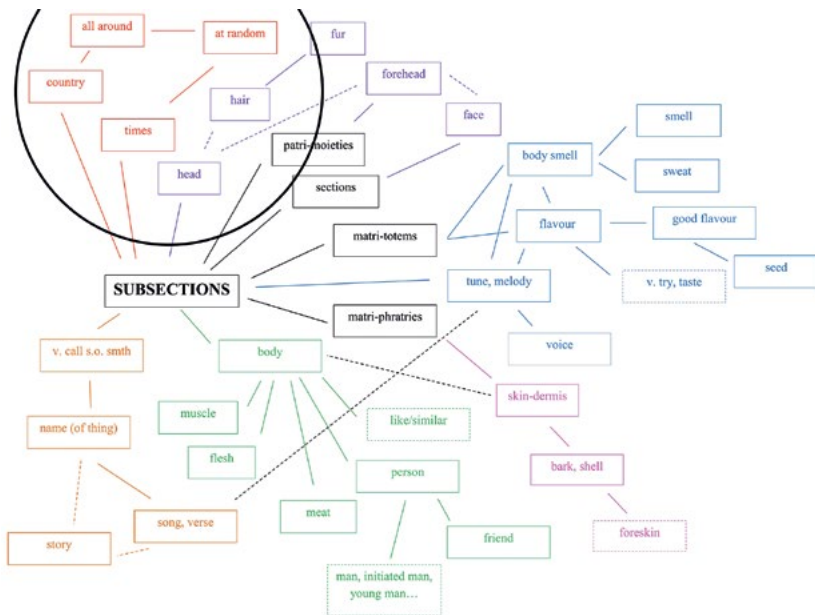 all around
at random
fur
country
forehead
hair
face
smell
times
patri-moieties
body smell
head
sections
sweat
flavour
good flavour
matri-totems
seed
SUBSECTIONS
tune, melody
v. try, taste
matri-phratries
v. call s.o. smth
body
voice
skin-dermis
muscle
like/similar
name (of thing)
flesh
person
bark, shell
meat
song, verse
foreskin
story
friend
man, initiated man,
young man...